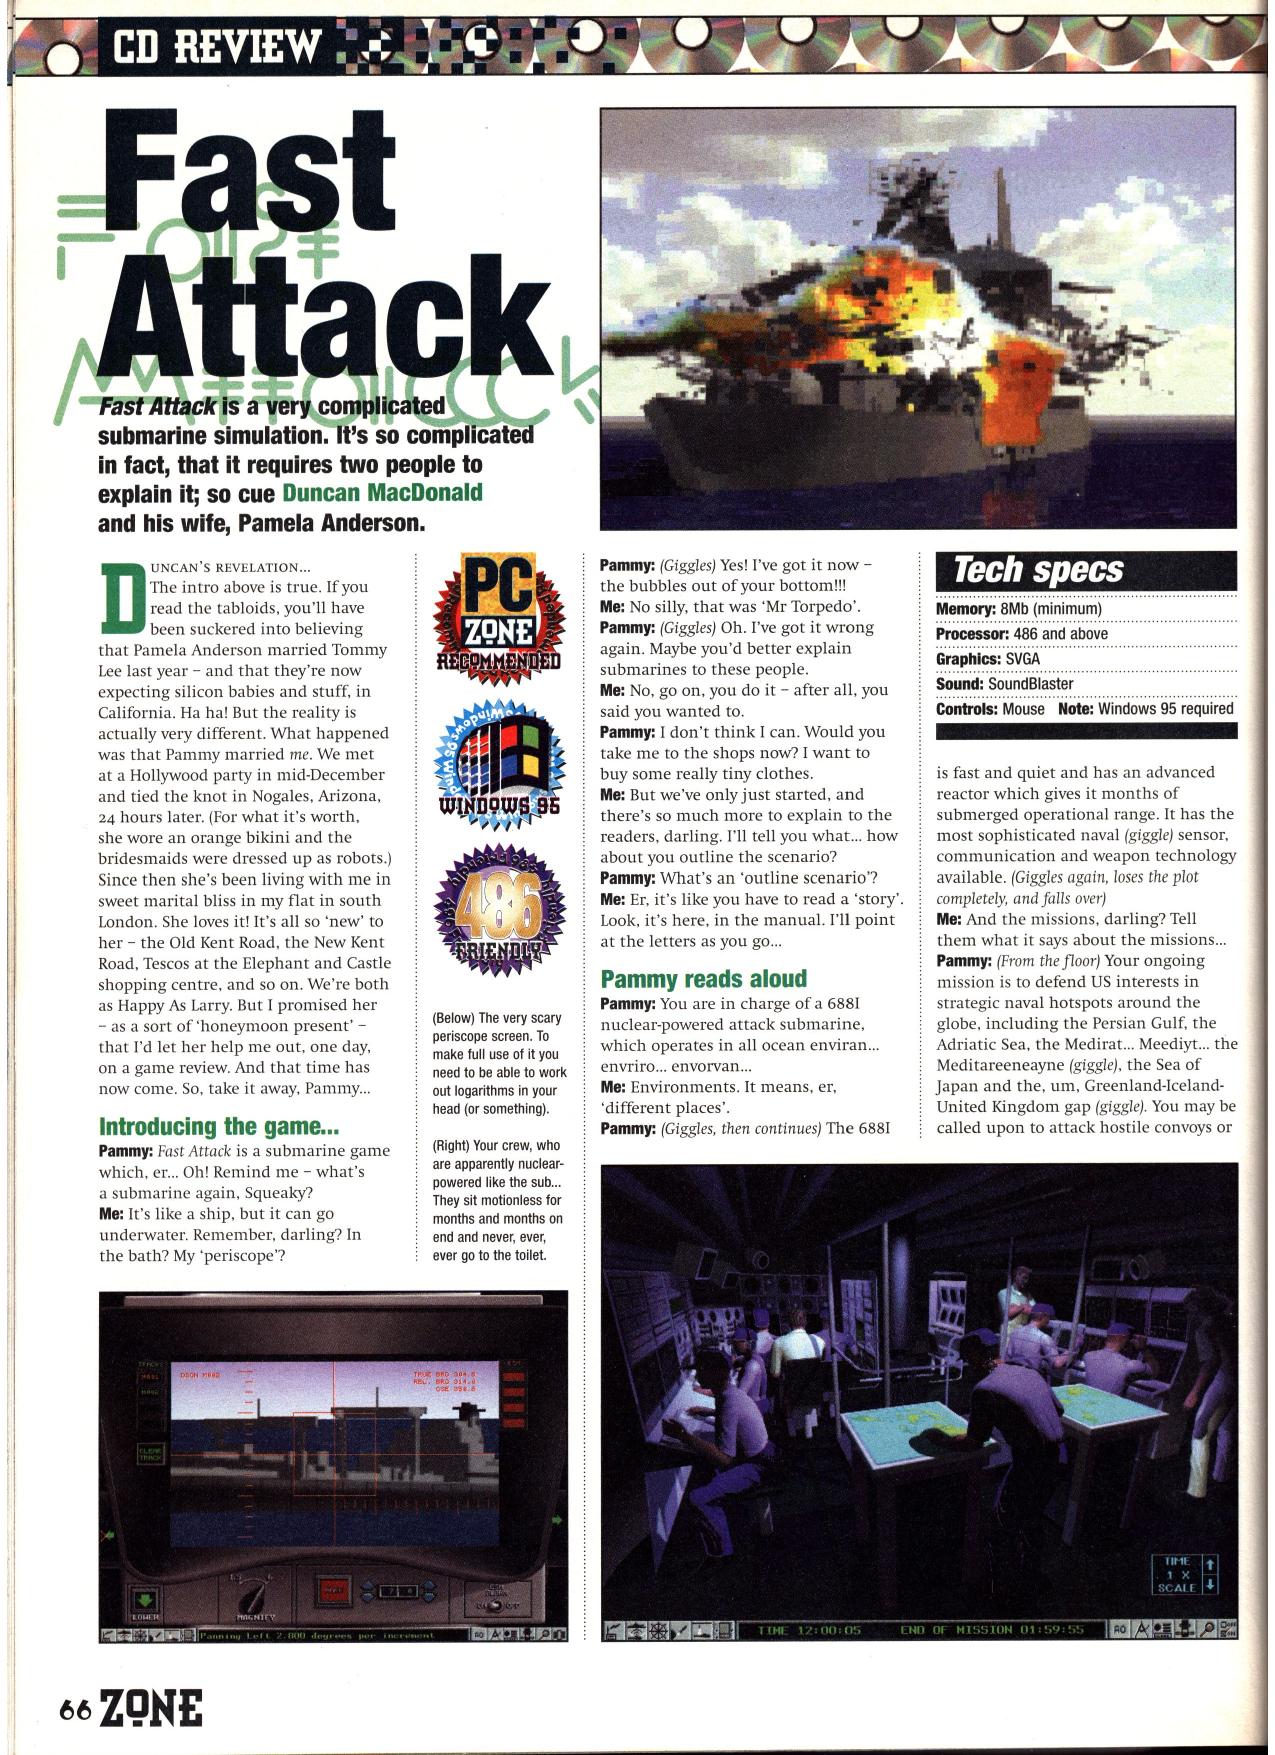 CD REVIEW
Fast
Attack
Fast Attack is a very complicated
submarine simulation. It's so complicated
in fact, that it requires two people to
explain it; so cue Duncan MacDonald
and his wife, Pamela Anderson.
DUNCAN'S REVELATION...
The intro above is true. If you
read the tabloids, you'll have
been suckered into believing
that Pamela Anderson married Tommy
Lee last year – and that they're now
expecting silicon babies and stuff, in
California. Ha ha! But the reality is
actually very different. What happened
was that Pammy married me. We met
at a Hollywood party in mid-December
and tied the knot in Nogales, Arizona,
24 hours later. (For what it's worth,
she wore an orange bikini and the
bridesmaids were dressed up as robots.)
Since then she's been living with me in
sweet marital bliss in my flat in south
London. She loves it! It's all so 'new' to
her – the Old Kent Road, the New Kent
Road, Tescos at the Elephant and Castle
shopping centre, and so on. We're both
as Happy As Larry. But I promised her
– as a sort of 'honeymoon present' –
that I'd let her help me out, one day,
on a game review. And that time has
now come. So, take it away, Pammy...
Introducing the game...
Pammy: Fast Attack is a submarine game
which, er... Oh! Remind me – what's
a submarine again, Squeaky?
Me: It's like a ship, but it can go
underwater. Remember, darling? In
the bath? My 'periscope'?
PC
ZONE
RECOMMENDED
WINDOWS 95
486
FRIENDLY
(Below) The very scary
periscope screen. To
make full use of it you
need to be able to work
out logarithms in your
head (or something).
(Right) Your crew, who
are apparently nuclear-
powered like the sub...
They sit motionless for
months and months on
end and never, ever,
ever go to the toilet.
Pammy: (Giggles) Yes! I've got it now –
the bubbles out of your bottom!!!
Me: No silly, that was 'Mr Torpedo'.
Pammy: (Giggles) Oh. I've got it wrong
again. Maybe you'd better explain
submarines to these people.
Me: No, go on, you do it – after all, you
said you wanted to.
Pammy: I don't think I can. Would you
take me to the shops now? I want to
buy some really tiny clothes.
Me: But we've only just started, and
there's so much more to explain to the
readers, darling. I'll tell you what... how
about you outline the scenario?
Pammy: What's an 'outline scenario'?
Me: Er, it's like you have to read a 'story'.
Look, it's here, in the manual. I'll point
at the letters as you go...
Pammy reads aloud
Pammy: You are in charge of a 688I
nuclear-powered attack submarine,
which operates in all ocean enviran...
envriro... envorvan...
Me: Environments. It means, er,
'different places'.
Pammy: (Giggles, then continues) The 688I
Tech specs
Memory: 8Mb (minimum)
Processor: 486 and above
Graphics: SVGA
Sound: SoundBlaster
Controls: Mouse Note: Windows 95 required
is fast and quiet and has an advanced
reactor which gives it months of
submerged operational range. It has the
most sophisticated naval (giggle) sensor,
communication and weapon technology
available. (Giggles again, loses the plot
completely, and falls over)
Me: And the missions, darling? Tell
them what it says about the missions...
Pammy: (From the floor) Your ongoing
mission is to defend US interests in
strategic naval hotspots around the
globe, including the Persian Gulf, the
Adriatic Sea, the Medirat... Meediyt... the
Meditareeneayne (giggle), the Sea of
Japan and the, um, Greenland-Iceland-
United Kingdom gap (giggle). You may be
called upon to attack hostile convoys or
CLEAR
TRACK
LOWER
MAGNIFY
Panning Left 2.800 degrees per increment
TIME
1 X
SCALE
TIME 12:00:05 END OF MISSION 01:59:55
66 ZONE